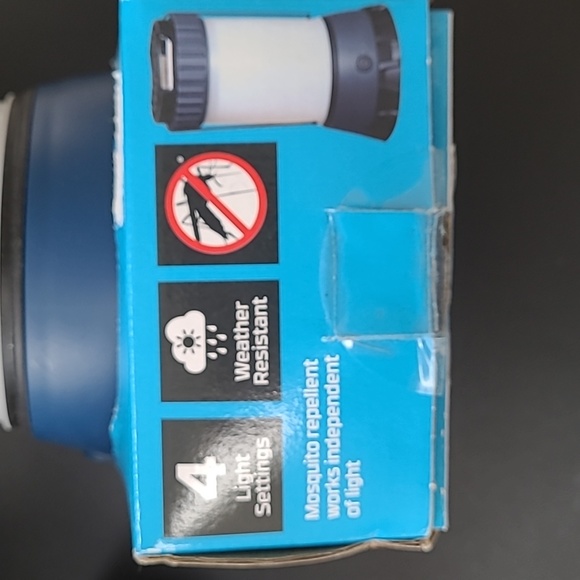 4
Light
Settings
Weather
Resistant
Mosquito repellent
works independent
of light